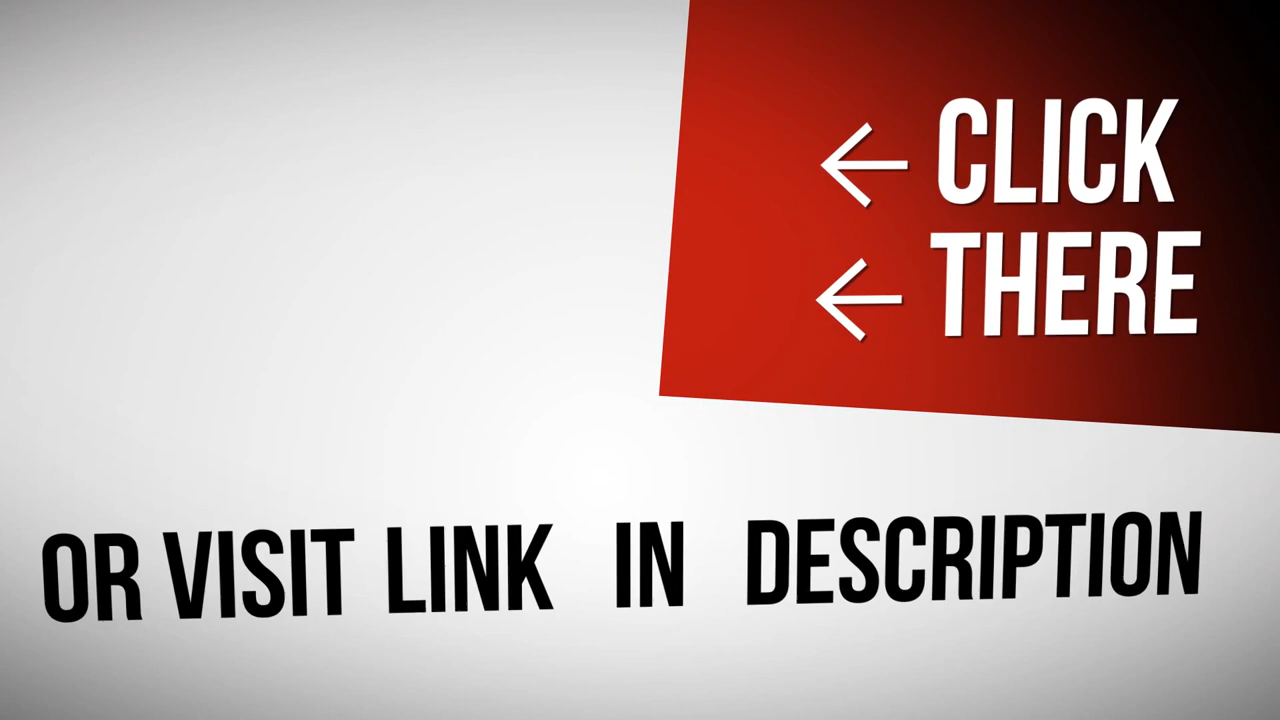 ← CLICK
← THERE
OR VISIT LINK IN DESCRIPTION